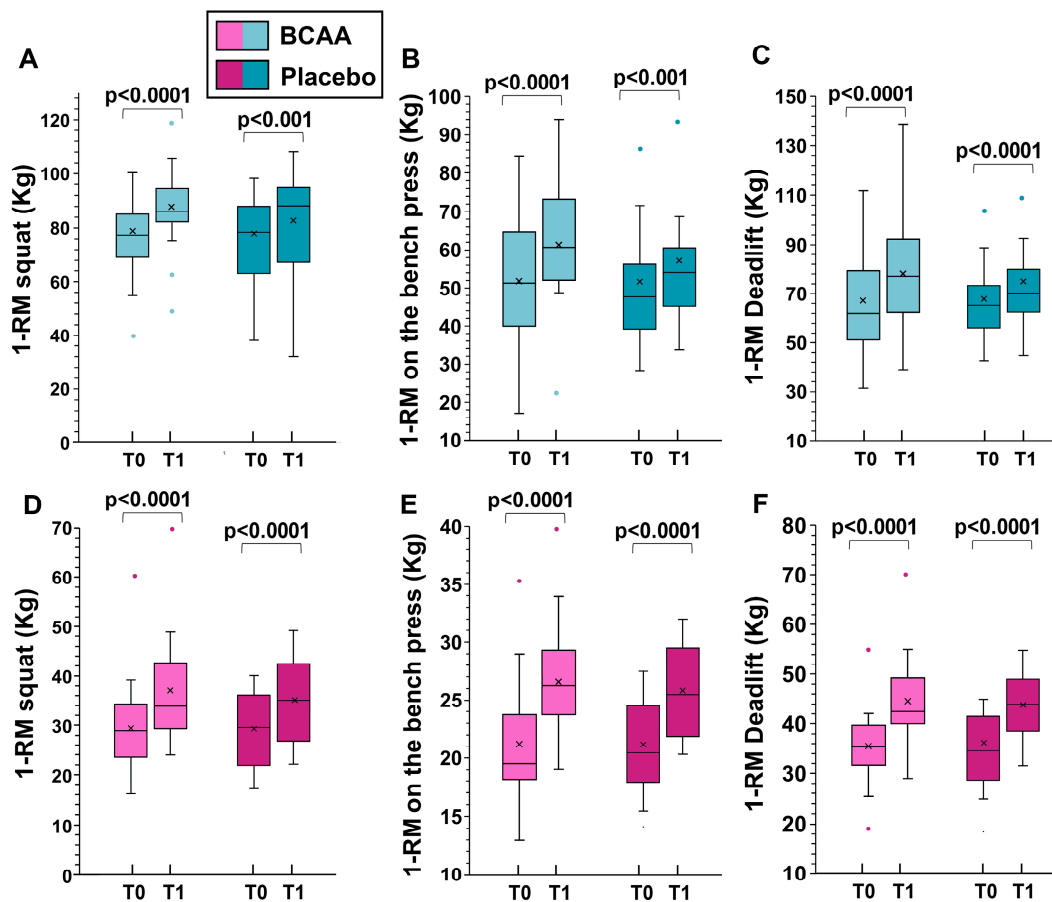 BCAA
Placebo
A
p<0.0001
p<0.001
1-RM squat (Kg)
120
100
80
60
40
20
0
T0 T1 T0 T1
B
p<0.0001
p<0.001
1-RM on the bench press (Kg)
100
90
80
70
60
50
40
30
20
10
T0 T1 T0 T1
C
p<0.0001
p<0.0001
1-RM Deadlift (Kg)
150
130
110
90
70
50
30
10
T0 T1 T0 T1
D
p<0.0001
p<0.0001
1-RM squat (Kg)
70
60
50
40
30
20
10
0
T0 T1 T0 T1
E
p<0.0001
p<0.0001
1-RM on the bench press (Kg)
40
35
30
25
20
15
10
T0 T1 T0 T1
F
p<0.0001
p<0.0001
1-RM Deadlift (Kg)
80
70
60
50
40
30
20
10
T0 T1 T0 T1